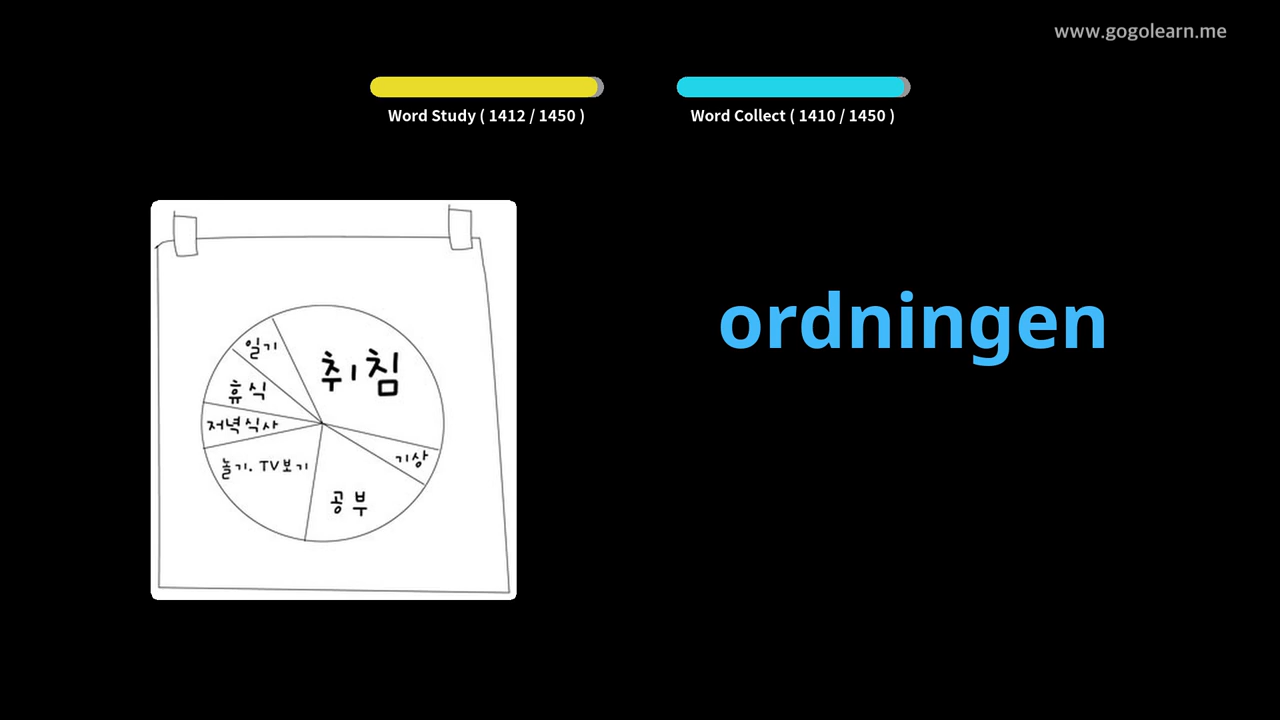 www.gogolearn.me
Word Study ( 1412 / 1450 )
Word Collect ( 1410 / 1450 )
ordningen
일기
취침
휴식
저녁식사
놀기. TV보기
기상
공부